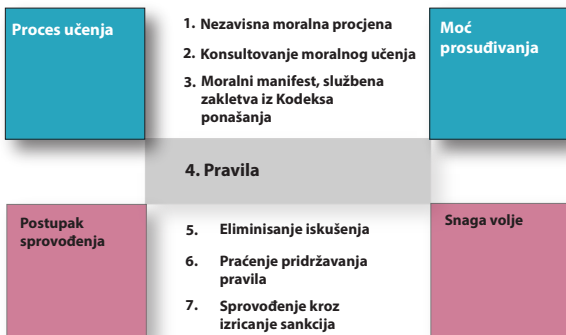 Proces učenja
1. Nezavisna moralna procjena
2. Konsultovanje moralnog učenja
3. Moralni manifest, službena
zakletva iz Kodeksa
ponašanja
Moć
prosuđivanja
4. Pravila
Postupak
sprovođenja
5. Eliminisanje iskušenja
6. Praćenje pridržavanja
pravila
7. Sprovođenje kroz
izricanje sankcija
Snaga volje